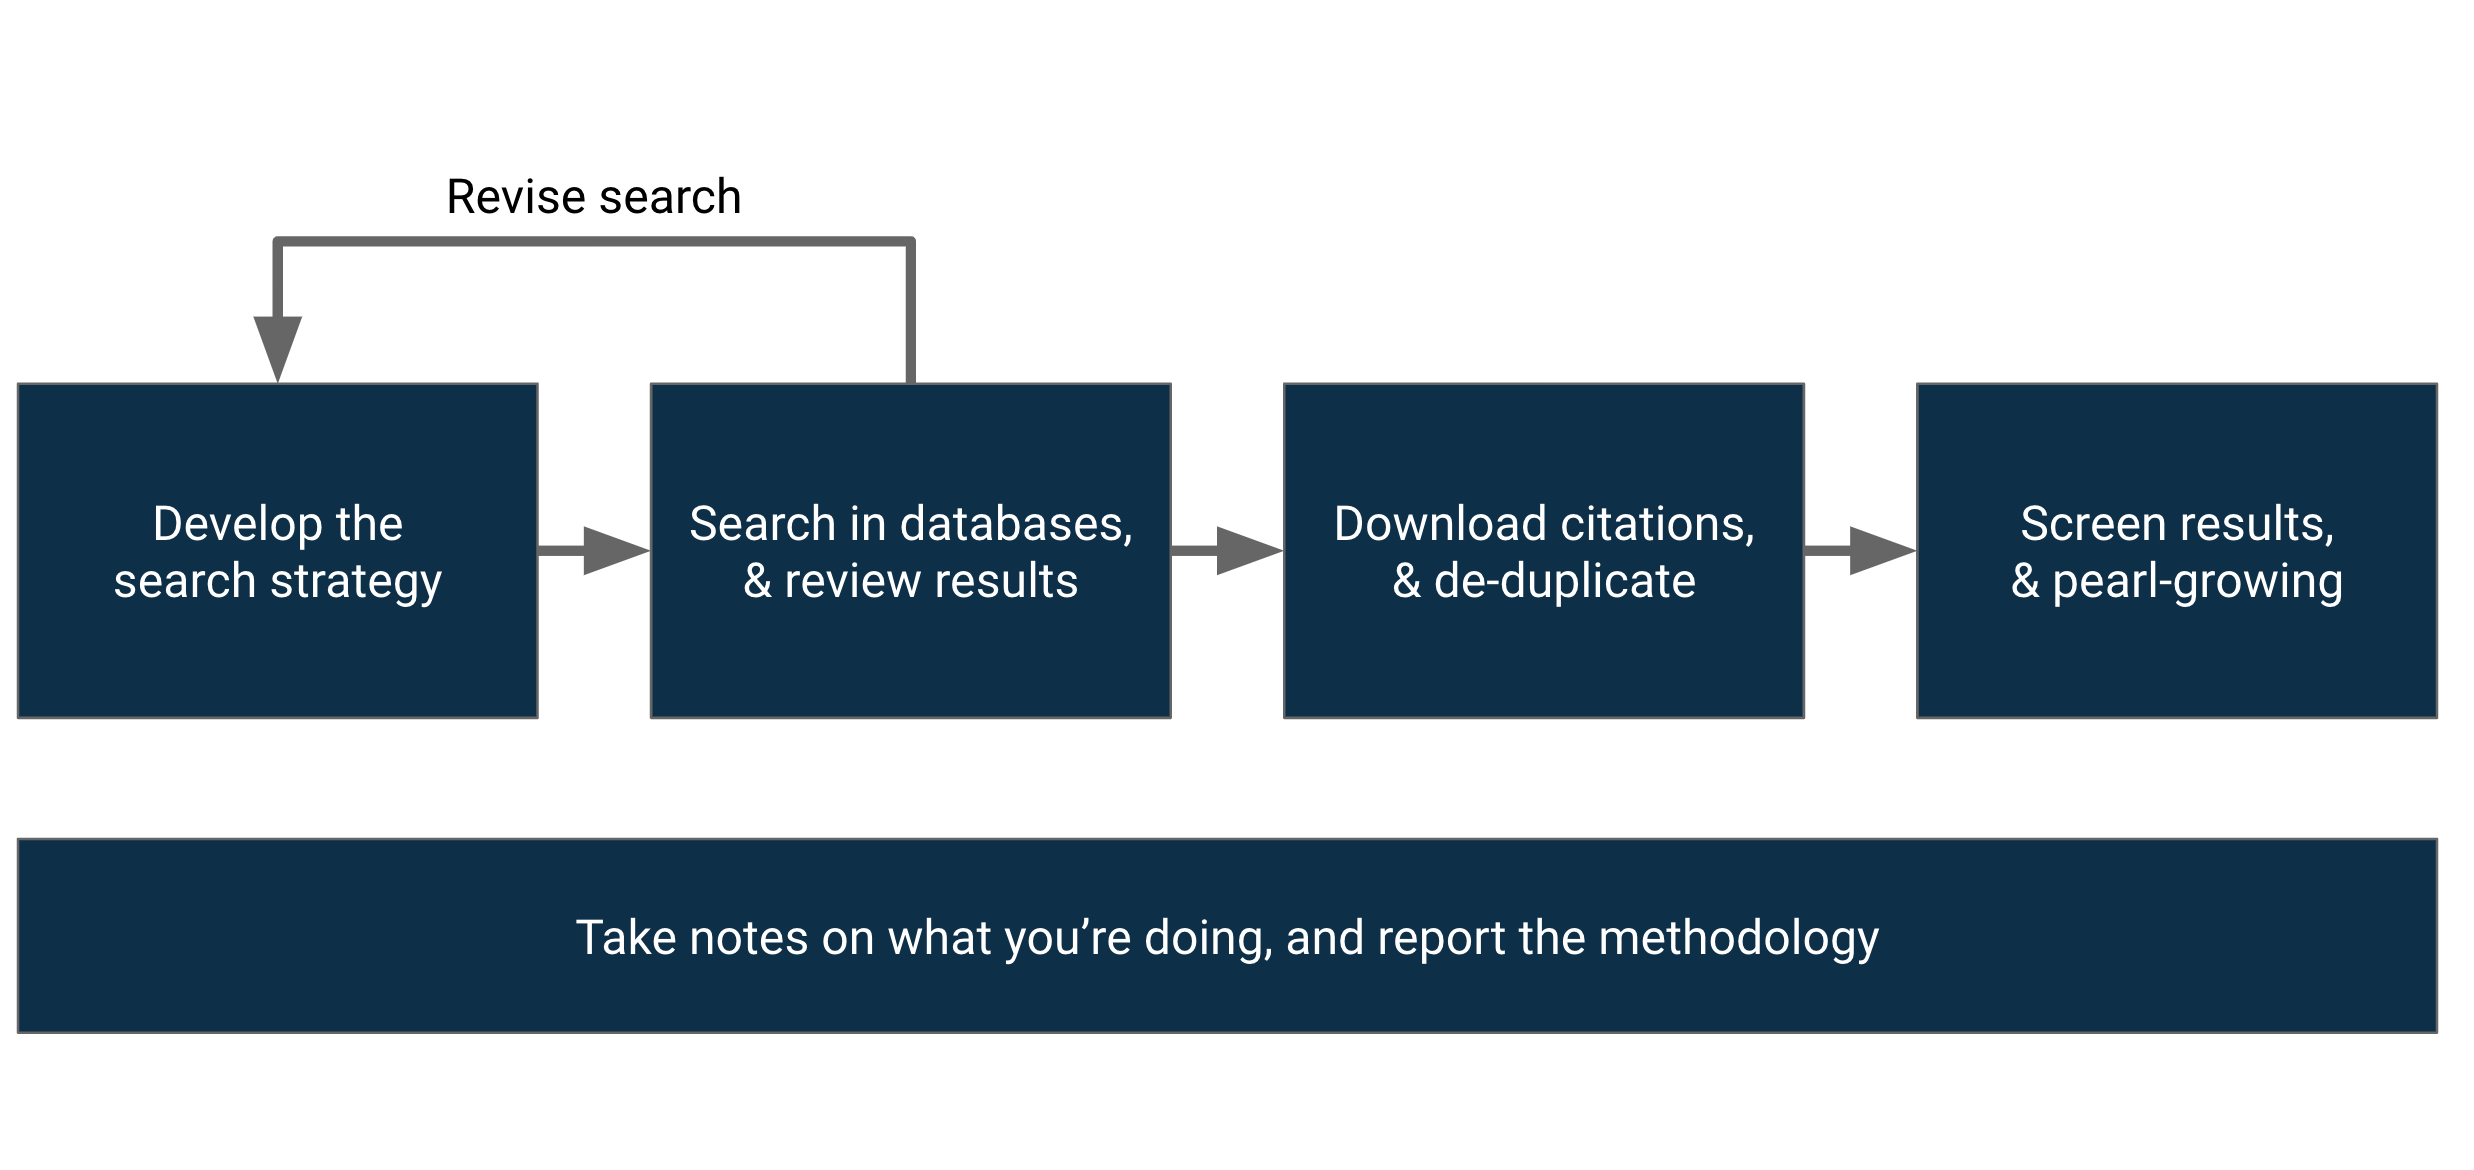 Revise search
Develop the
search strategy
Search in databases,
& review results
Download citations,
& de-duplicate
Screen results,
& pearl-growing
Take notes on what you’re doing, and report the methodology